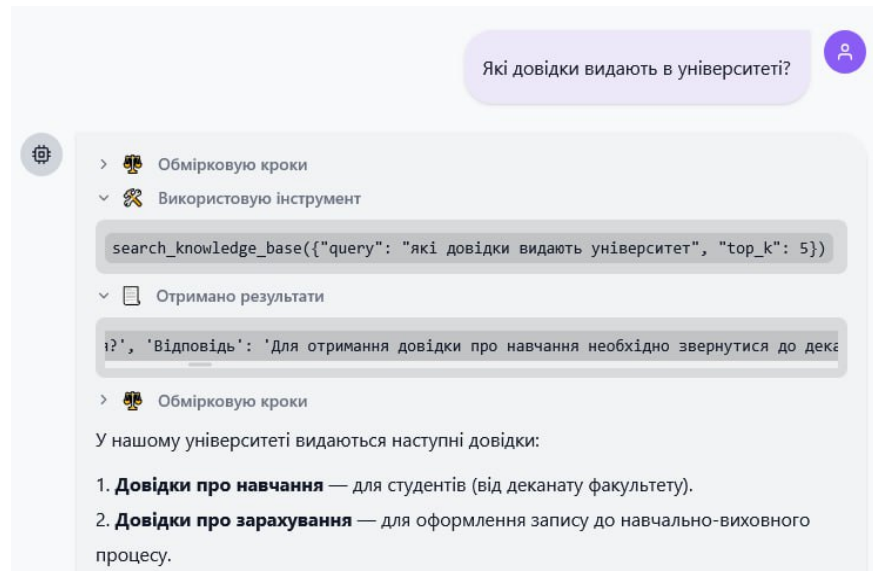 Які довідки видають в університеті?
Обмірковую кроки
Використовую інструмент
search_knowledge_base({"query": "які довідки видають університет", "top_k": 5})
Отримано результати
?', 'Відповідь': 'Для отримання довідки про навчання необхідно звернутися до дека
Обмірковую кроки
У нашому університеті видаються наступні довідки:
1. Довідки про навчання — для студентів (від деканату факультету).
2. Довідки про зарахування — для оформлення запису до навчально-виховного
процесу.